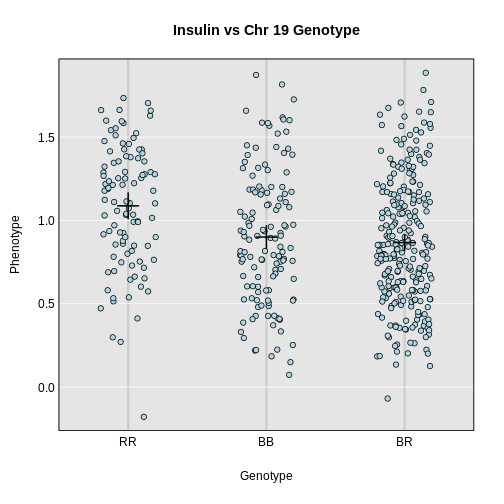 Insulin vs Chr 19 Genotype
Phenotype
1.5
1.0
0.5
0.0
RR BB BR
Genotype